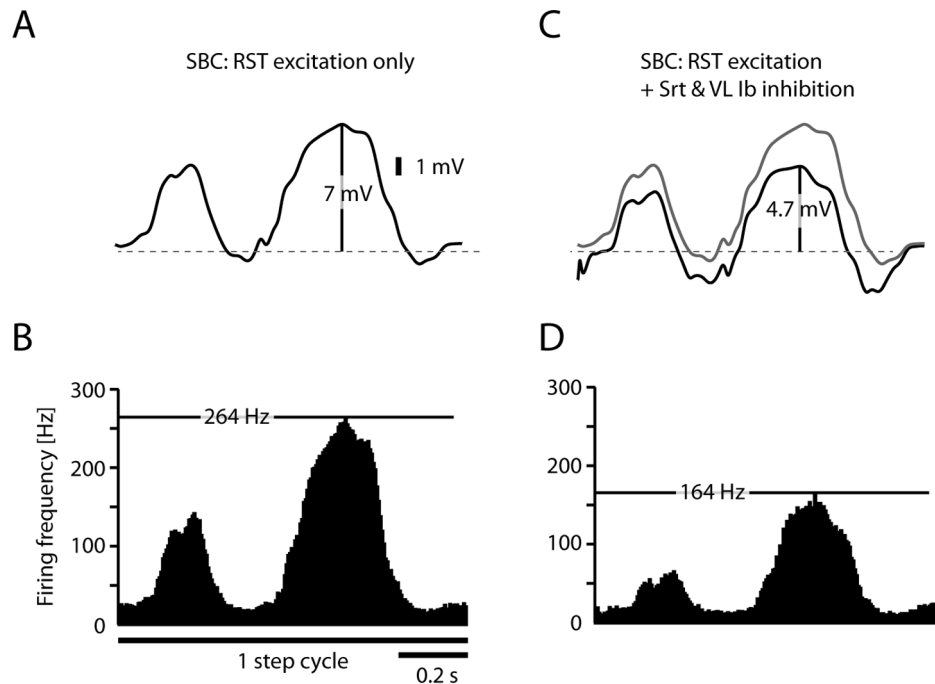 A
SBC: RST excitation only
1 mV
7 mV
C
SBC: RST excitation
+ Srt & VL Ib inhibition
4.7 mV
B
Firing frequency [Hz]
300
200
100
0
264 Hz
1 step cycle
0.2 s
D
300
200
100
0
164 Hz